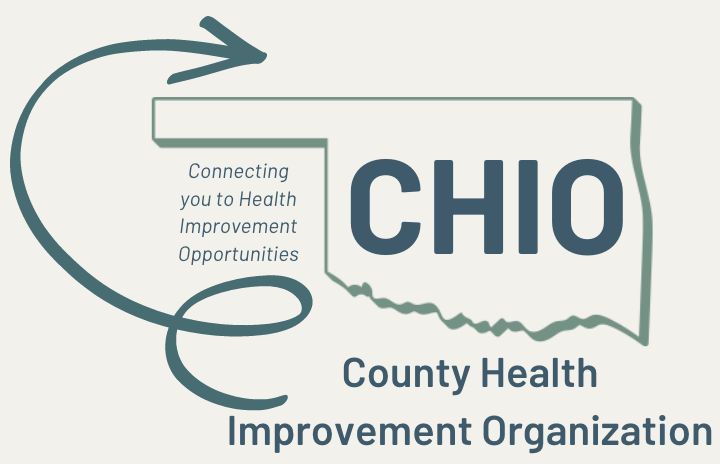 Connecting
you to Health
Improvement
Opportunities
CHIO
County Health
Improvement Organization